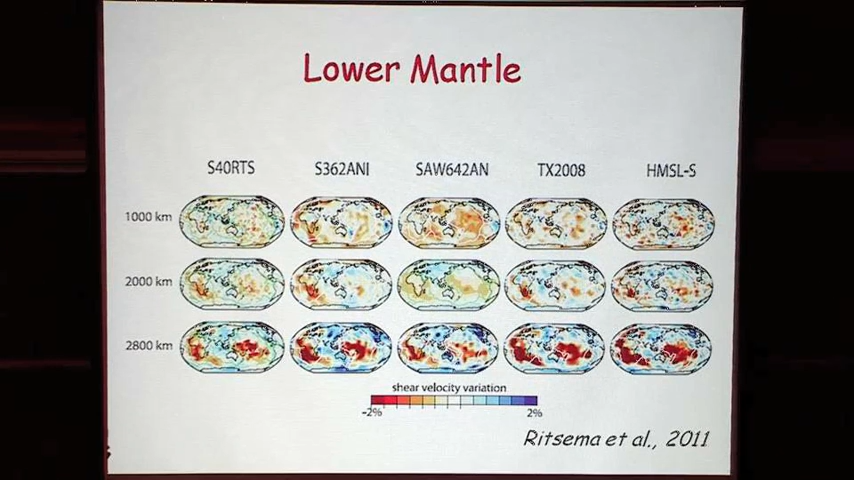 Lower Mantle
S40RTS S362ANI SAW642AN TX2008 HMSL-S
1000 km
2000 km
2800 km
shear velocity variation
-2% 2%
Ritsema et al., 2011